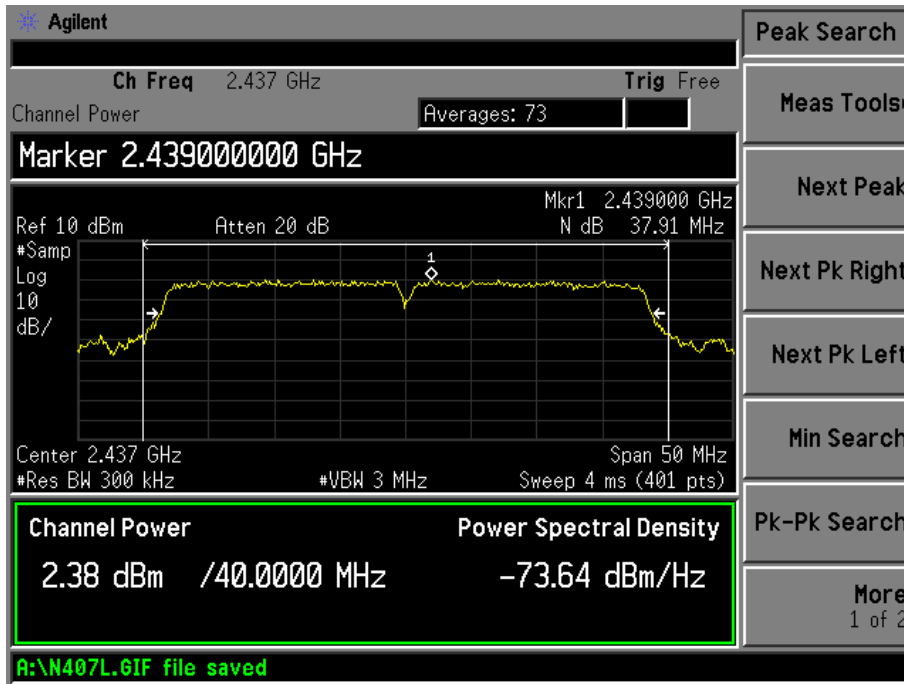 Agilent
Peak Search
Ch Freq 2.437 GHz Trig Free
Channel Power Averages: 73
Marker 2.439000000 GHz
Mkr1 2.439000 GHz
Ref 10 dBm Atten 20 dB N dB 37.91 MHz
#Samp
Log
10
dB/
1
Center 2.437 GHz Span 50 MHz
#Res BW 300 kHz #VBW 3 MHz Sweep 4 ms (401 pts)
Channel Power Power Spectral Density
2.38 dBm /40.0000 MHz -73.64 dBm/Hz
A:\N407L.GIF file saved
Meas Tools
Next Peak
Next Pk Right
Next Pk Left
Min Search
Pk-Pk Search
More
1 of 2